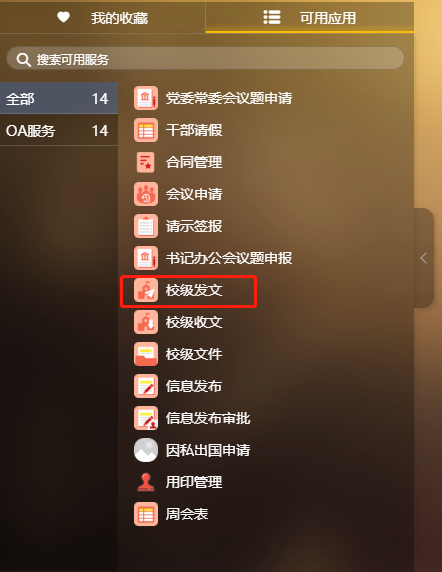 我的收藏
可用应用
搜索可用服务
全部 14
OA服务 14
党委常委会议题申请
干部请假
合同管理
会议申请
请示签报
书记办公会议题申报
校级发文
校级收文
校级文件
信息发布
信息发布审批
因私出国申请
用印管理
周会表